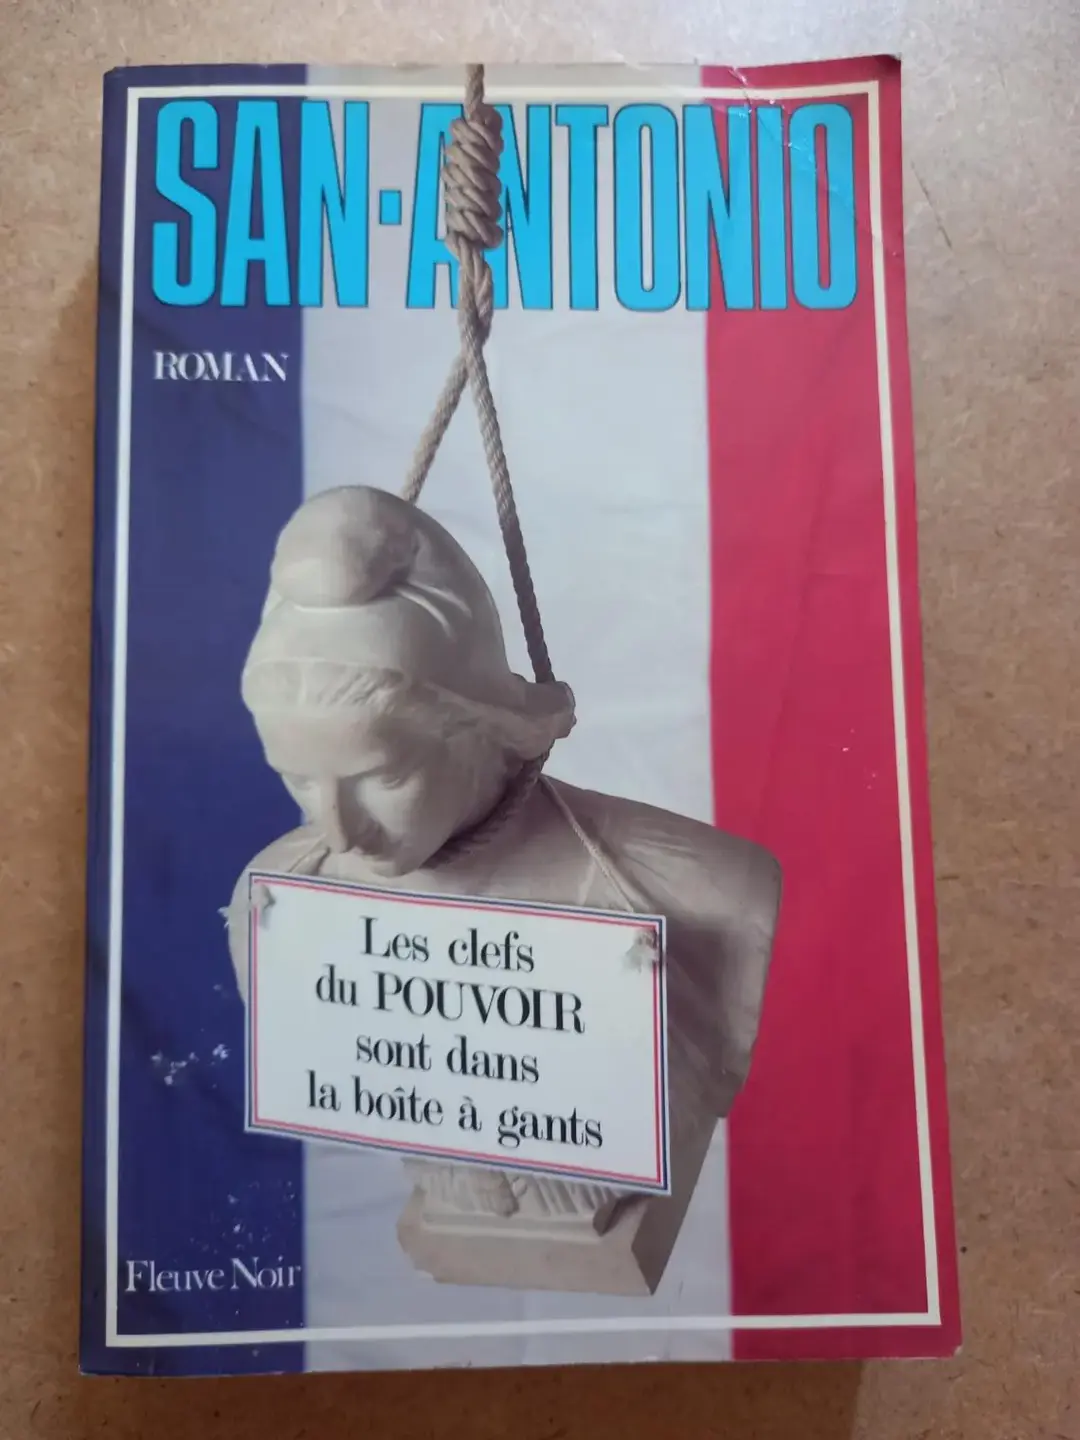 SAN-ANTONIO
ROMAN
Les clefs
du POUVOIR
sont dans
la boîte à gants
Fleuve Noir